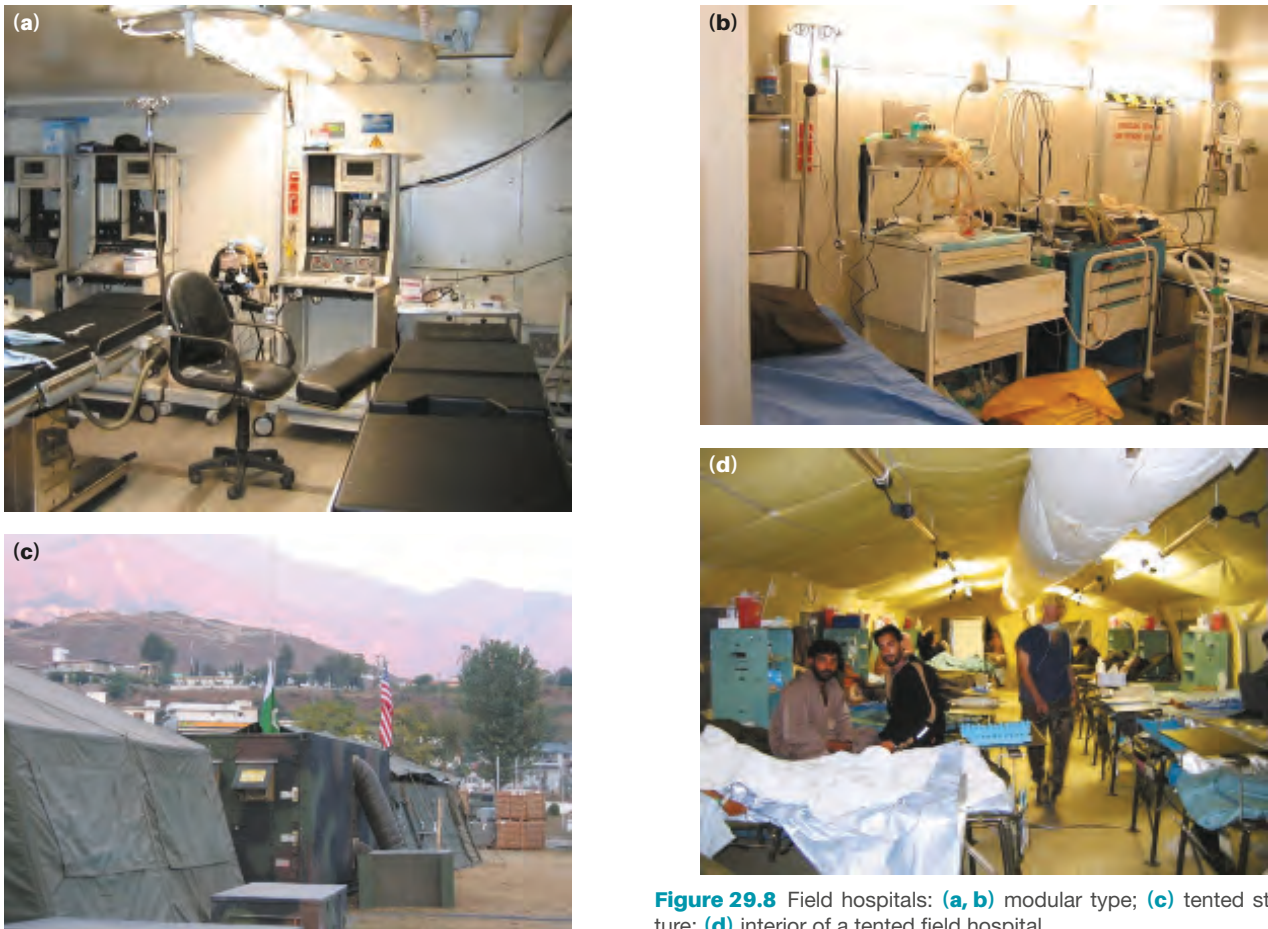 (a)
(b)
(c)
(d)
Figure 29.8 Field hospitals: (a, b) modular type; (c) tented st
ture; (d) interior of a tented field hospital.